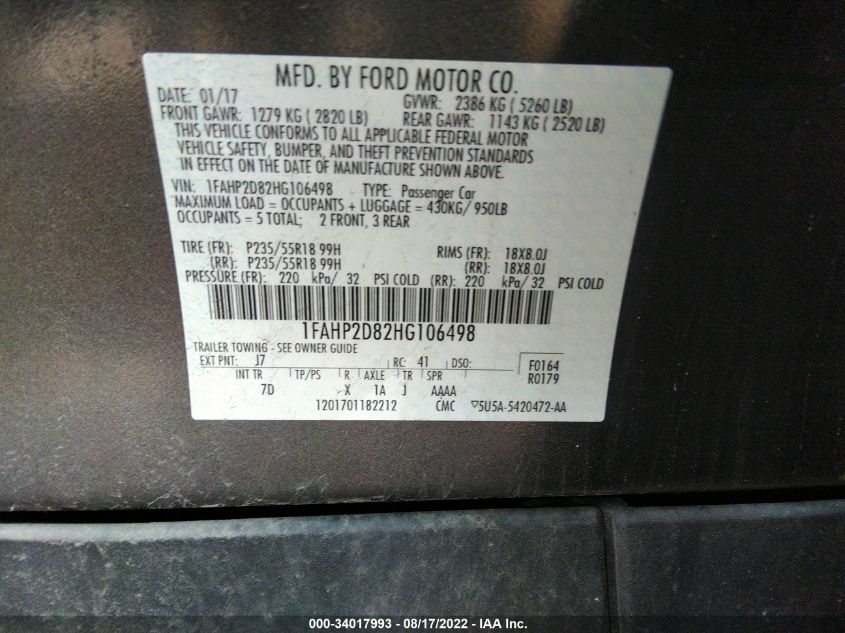 MFD. BY FORD MOTOR CO.
DATE: 01/17 GVWR: 2386 KG ( 5260 LB)
FRONT GAWR: 1279 KG ( 2820 LB) REAR GAWR: 1143 KG ( 2520 LB)
THIS VEHICLE CONFORMS TO ALL APPLICABLE FEDERAL MOTOR
VEHICLE SAFETY, BUMPER, AND THEFT PREVENTION STANDARDS
IN EFFECT ON THE DATE OF MANUFACTURE SHOWN ABOVE.
VIN: 1FAHP2D82HG106498 TYPE: Passenger Car
MAXIMUM LOAD = OCCUPANTS + LUGGAGE = 430KG/ 950LB
OCCUPANTS = 5 TOTAL; 2 FRONT, 3 REAR
TIRE (FR): P235/55R18 99H RIMS (FR): 18X8.0J
(RR): P235/55R18 99H (RR): 18X8.0J
PRESSURE (FR): 220 kPa/ 32 PSI COLD (RR): 220 kPa/ 32 PSI COLD
1FAHP2D82HG106498
TRAILER TOWING - SEE OWNER GUIDE
EXT PNT: J7 RC: 41 DSO: F0164
INT TR TP/PS R AXLE TR SPR R0179
7D X 1A J AAAA
1201701182212 CMC ▽5U5A-5420472-AA
000-34017993 - 08/17/2022 - IAA Inc.